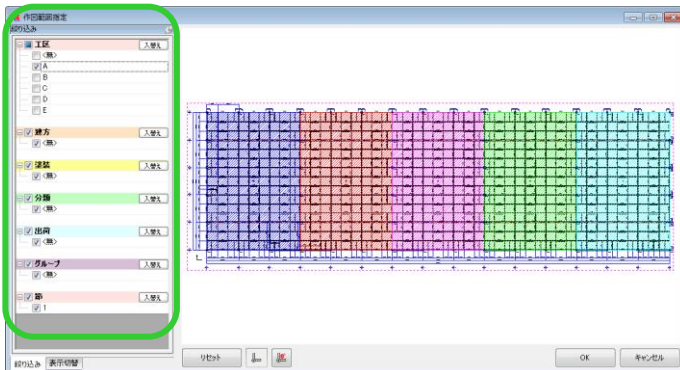 作図範囲指定
絞り込み
工区 入替え
<無>
A
B
C
D
E
建方 入替え
<無>
塗装 入替え
<無>
分類 入替え
<無>
出荷 入替え
<無>
グループ 入替え
<無>
節 入替え
1
絞り込み 表示切替
リセット
OK キャンセル